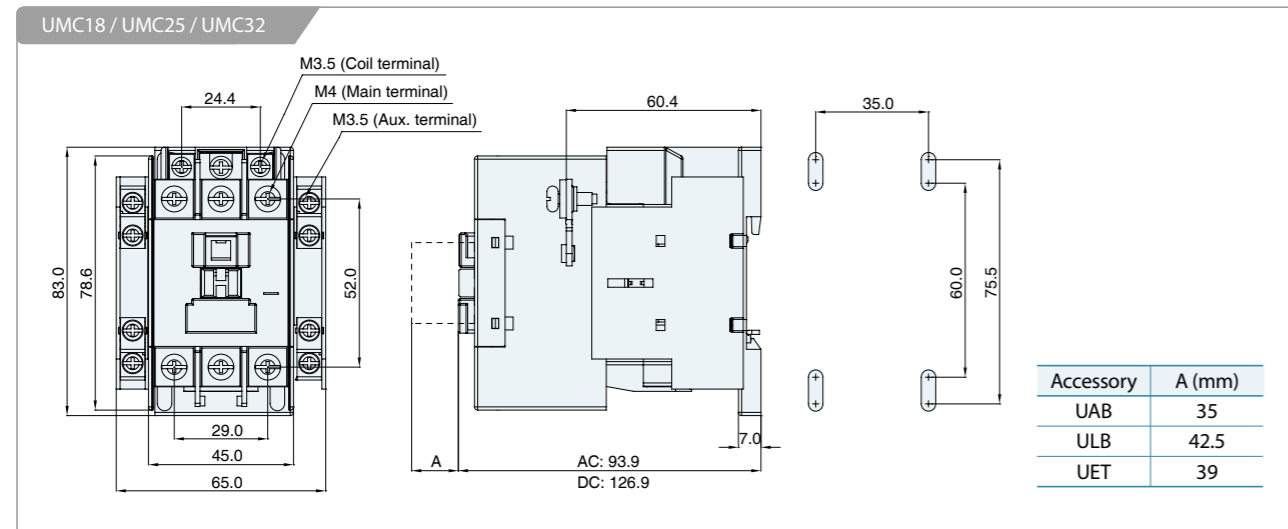 UMC18 / UMC25 / UMC32
M3.5 (Coil terminal)
24.4
M4 (Main terminal)
M3.5 (Aux. terminal)
83.0
78.6
52.0
29.0
45.0
65.0
60.4
7.0
A
AC: 93.9
DC: 126.9
35.0
60.0
75.5
Accessory A (mm)
UAB 35
ULB 42.5
UET 39